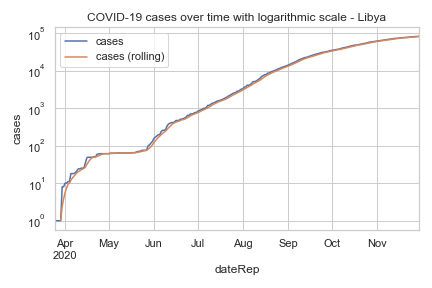 COVID-19 cases over time with logarithmic scale - Libya
cases
cases (rolling)
10⁵
10⁴
10³
10²
10¹
10⁰
cases
Apr May Jun Jul Aug Sep Oct Nov
2020
dateRep